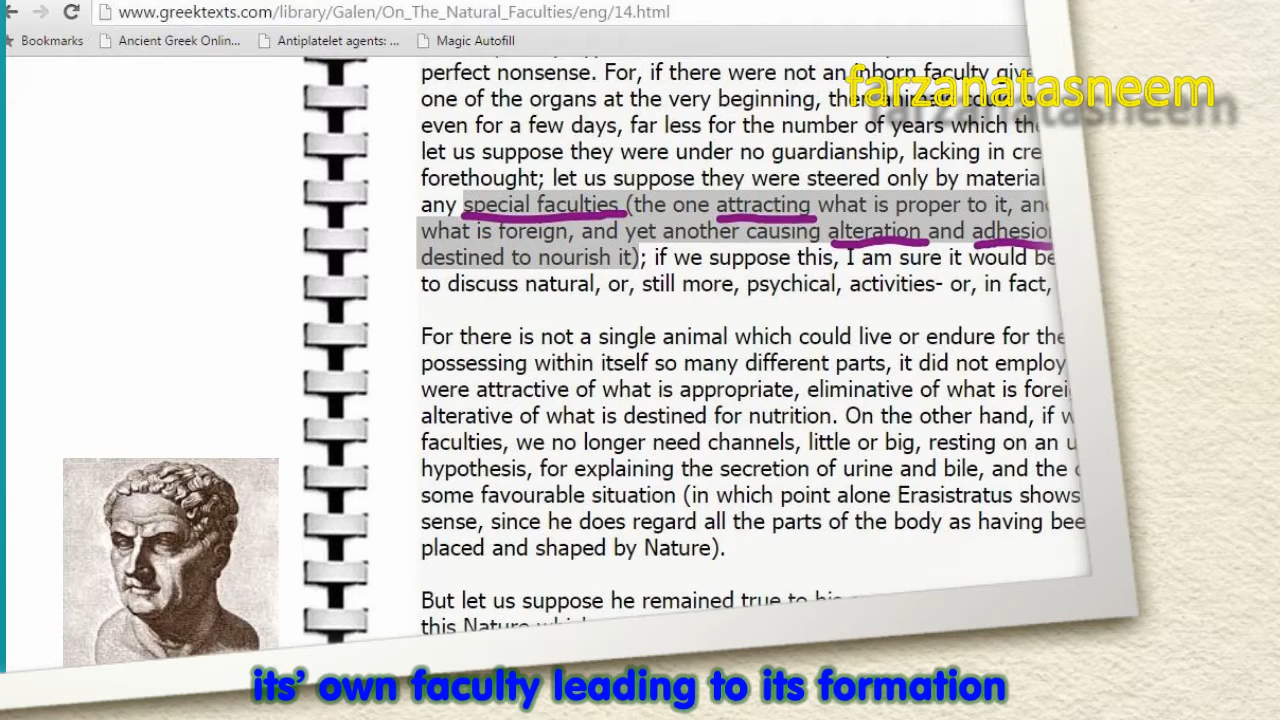 www.greektexts.com/library/Galen/On_The_Natural_Faculties/eng/14.html
Bookmarks Ancient Greek Onlin... Antiplatelet agents: ... Magic Autofill
farzanatasneem
perfect nonsense. For, if there were not an inborn faculty
one of the organs at the very beginning, then
even for a few days, far less for the number of years which
let us suppose they were under no guardianship, lacking in
forethought; let us suppose they were steered only by material
any special faculties (the one attracting what is proper to it,
what is foreign, and yet another causing alteration and adhesion
destined to nourish it); if we suppose this, I am sure it would be
to discuss natural, or, still more, psychical, activities- or, in fact,
For there is not a single animal which could live or endure for the
possessing within itself so many different parts, it did not employ
were attractive of what is appropriate, eliminative of what is
alterative of what is destined for nutrition. On the other hand, if
faculties, we no longer need channels, little or big, resting on an
hypothesis, for explaining the secretion of urine and bile, and the
some favourable situation (in which point alone Erasistratus shows
sense, since he does regard all the parts of the body as having
placed and shaped by Nature).
But let us suppose he remained true to
this Nature
its' own faculty leading to its formation